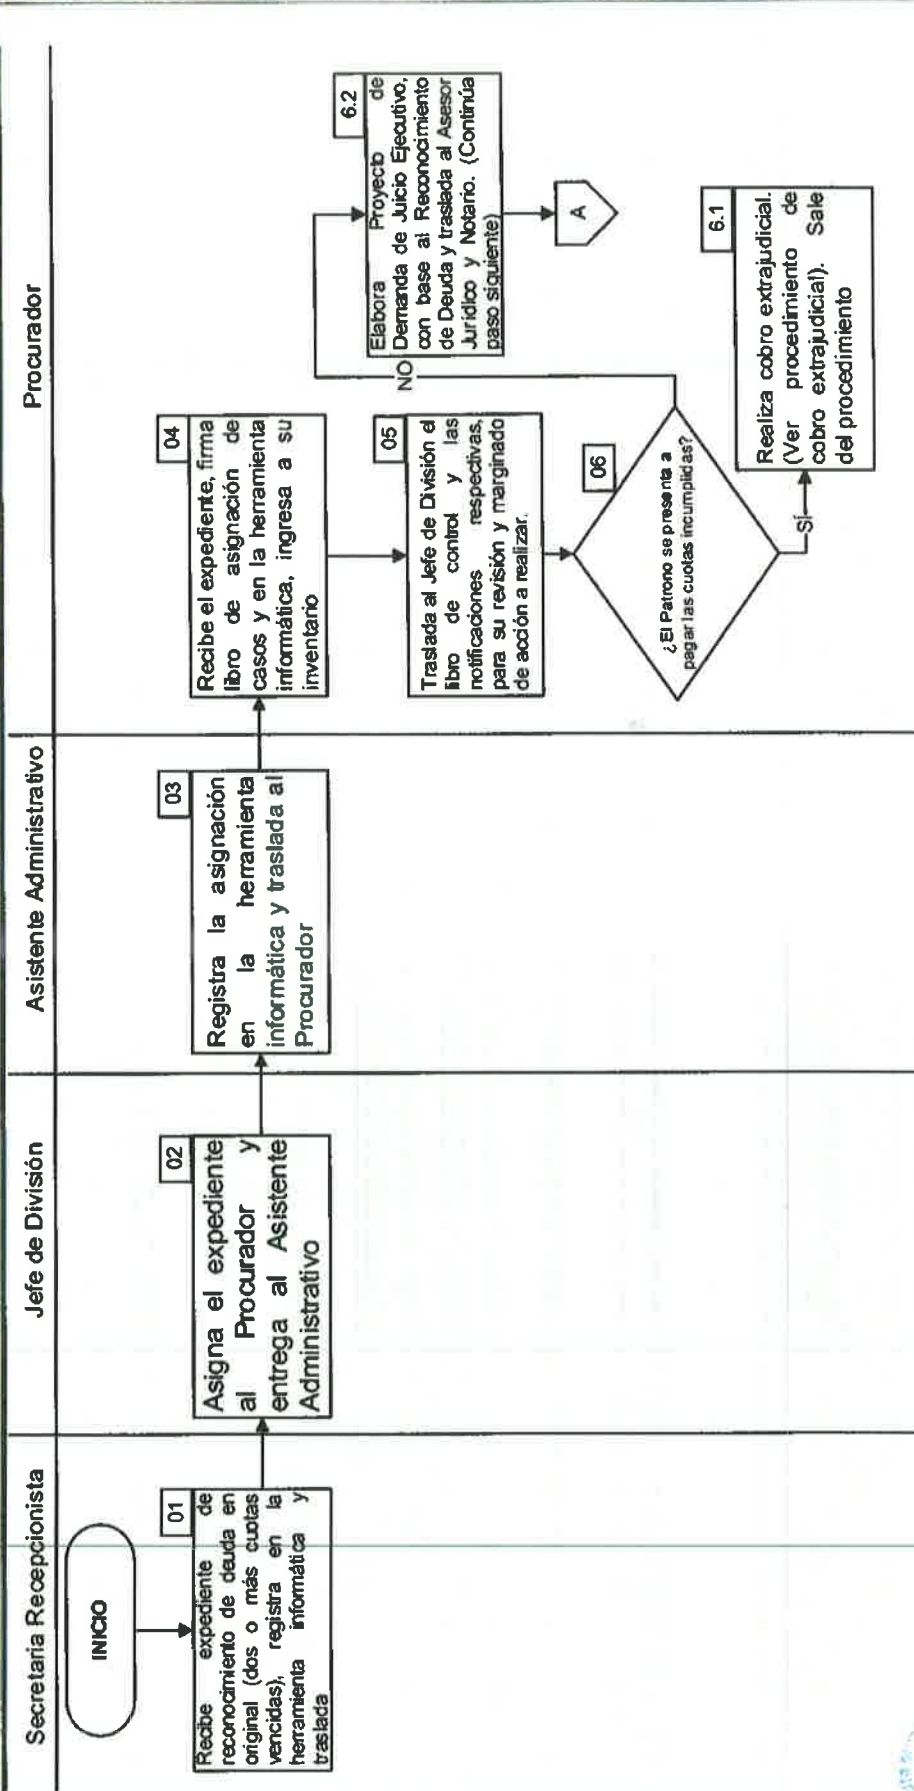 Secretaria Recepcionista
Jefe de División
Asistente Administrativo
Procurador
INICIO
01
Recibe expediente de
reconocimiento de deuda en
original (dos o más cuotas
vencidas), registra en la
herramienta informática y
traslada
02
Asigna el expediente
al Procurador y
entrega al Asistente
Administrativo
03
Registra la asignación
en la herramienta
informática y traslada al
Procurador
04
Recibe el expediente, firma
libro de asignación de
casos y en la herramienta
informática, ingresa a su
inventario
05
Traslada al Jefe de División el
libro de control y las
notificaciones respectivas,
para su revisión y marginado
de acción a realizar.
06
¿El Patrono se presenta a
pagar las cuotas incumplidas?
NO
SÍ
6.2
Elabora Proyecto de
Demanda de Juicio Ejecutivo,
con base al Reconocimiento
de Deuda y traslada al Asesor
Jurídico y Notario. (Continúa
paso siguiente)
A
6.1
Realiza cobro extrajudicial.
(Ver procedimiento de
cobro extrajudicial). Sale
del procedimiento